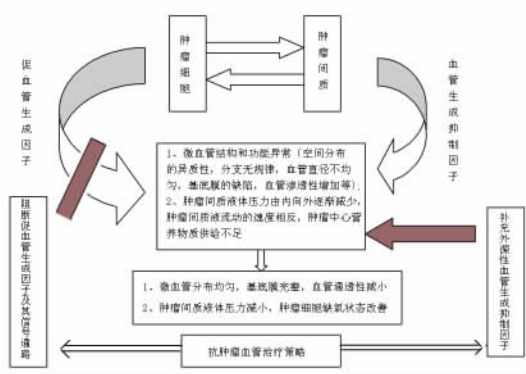 肿瘤细胞
肿瘤间质
促血管生成因子
血管生成抑制因子
1、微血管结构和功能异常（空间分布
的异质性，分支无规律，血管直径不均
匀，基底膜的缺陷，血管渗透性增加等）；
2、肿瘤间质液体压力由内向外逐渐减少，
肿瘤间质液流动的速度相反，肿瘤中心营
养物质供给不足
阻断促血管生成因子及其信号通路
补充外源性血管生成抑制因子
1、微血管分布均匀，基底膜完整，血管通透性减小
2、肿瘤间质液体压力减小，肿瘤细胞缺氧状态改善
抗肿瘤血管治疗策略